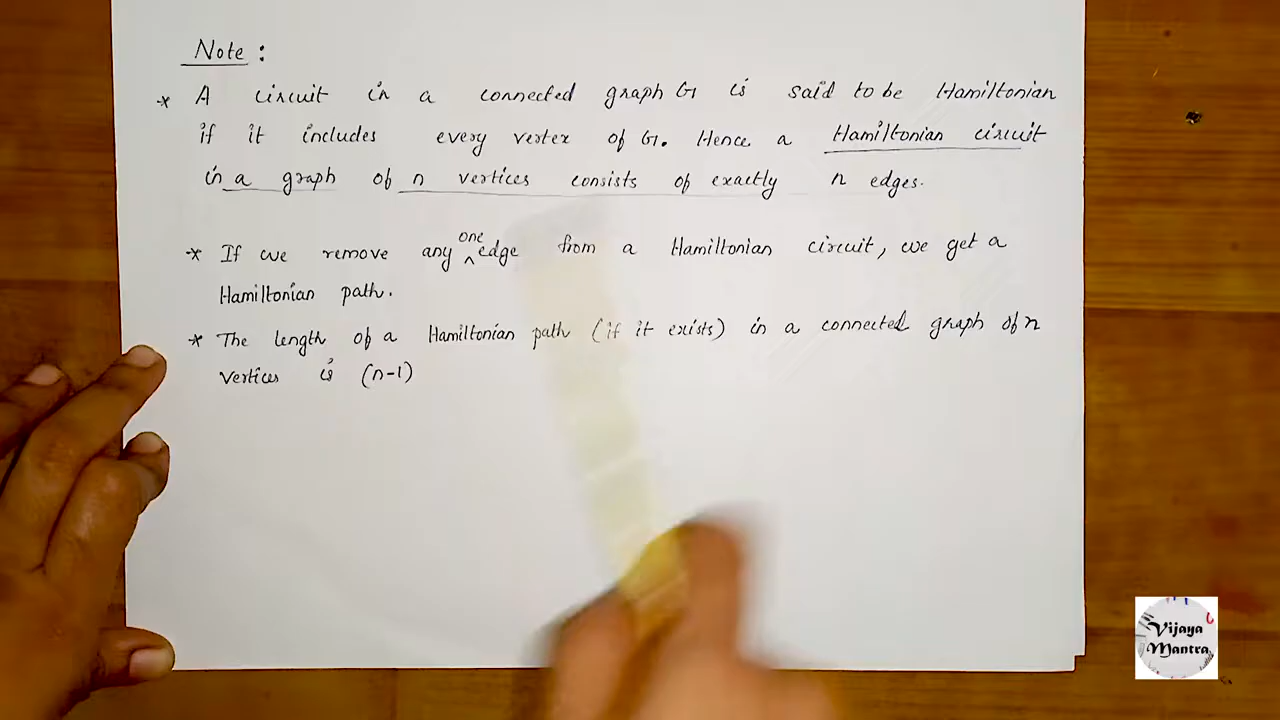 Note :
* A circuit in a connected graph G is said to be Hamiltonian
if it includes every vertex of G. Hence a Hamiltonian circuit
in a graph of n vertices consists of exactly n edges.
* If we remove any one edge from a Hamiltonian circuit, we get a
Hamiltonian path.
* The length of a Hamiltonian path (if it exists) in a connected graph of n
vertices is (n-1)
Vijaya
Mantra